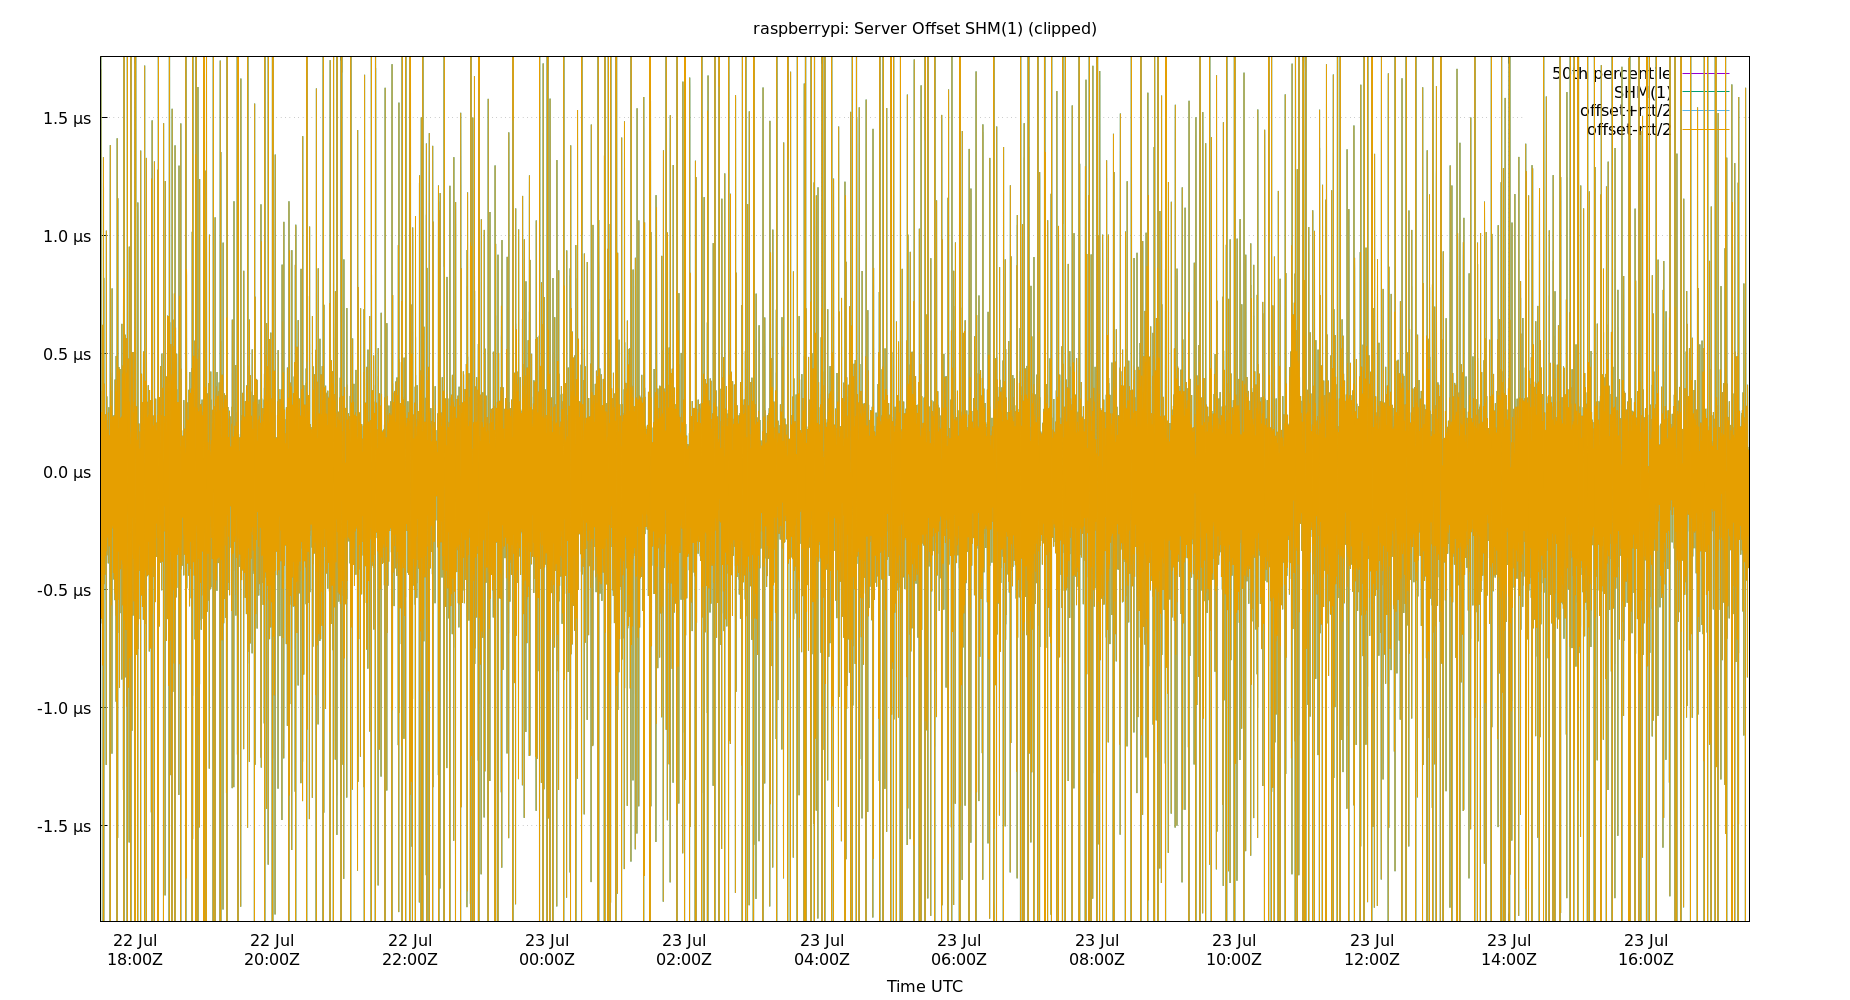 raspberrypi: Server Offset SHM(1) (clipped)
50th percentile
SHM(1)
offset+rtt/2
offset-rtt/2
1.5 µs
1.0 µs
0.5 µs
0.0 µs
-0.5 µs
-1.0 µs
-1.5 µs
22 Jul 22 Jul 22 Jul 23 Jul 23 Jul 23 Jul 23 Jul 23 Jul 23 Jul 23 Jul 23 Jul 23 Jul
18:00Z 20:00Z 22:00Z 00:00Z 02:00Z 04:00Z 06:00Z 08:00Z 10:00Z 12:00Z 14:00Z 16:00Z
Time UTC